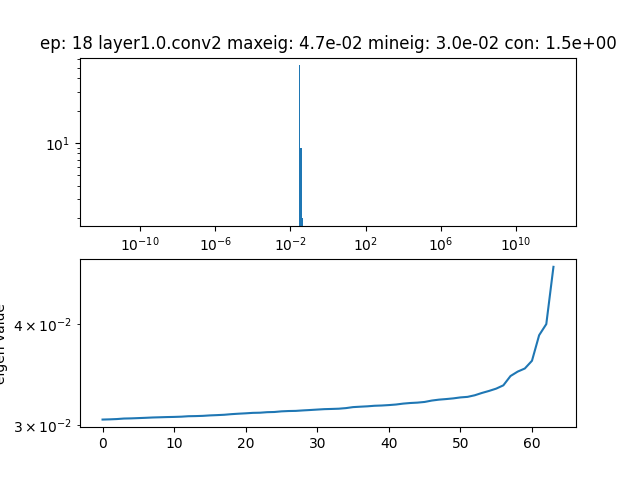 ep: 18 layer1.0.conv2 maxeig: 4.7e-02 mineig: 3.0e-02 con: 1.5e+00
10¹
10⁻¹⁰ 10⁻⁶ 10⁻² 10² 10⁶ 10¹⁰
eigen value
4 × 10⁻²
3 × 10⁻²
0 10 20 30 40 50 60